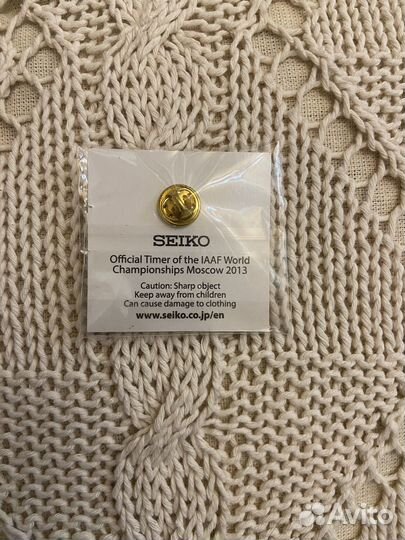 SEIKO
Official Timer of the IAAF World
Championships Moscow 2013
Caution: Sharp object
Keep away from children
Can cause damage to clothing
www.seiko.co.jp/en
Avito